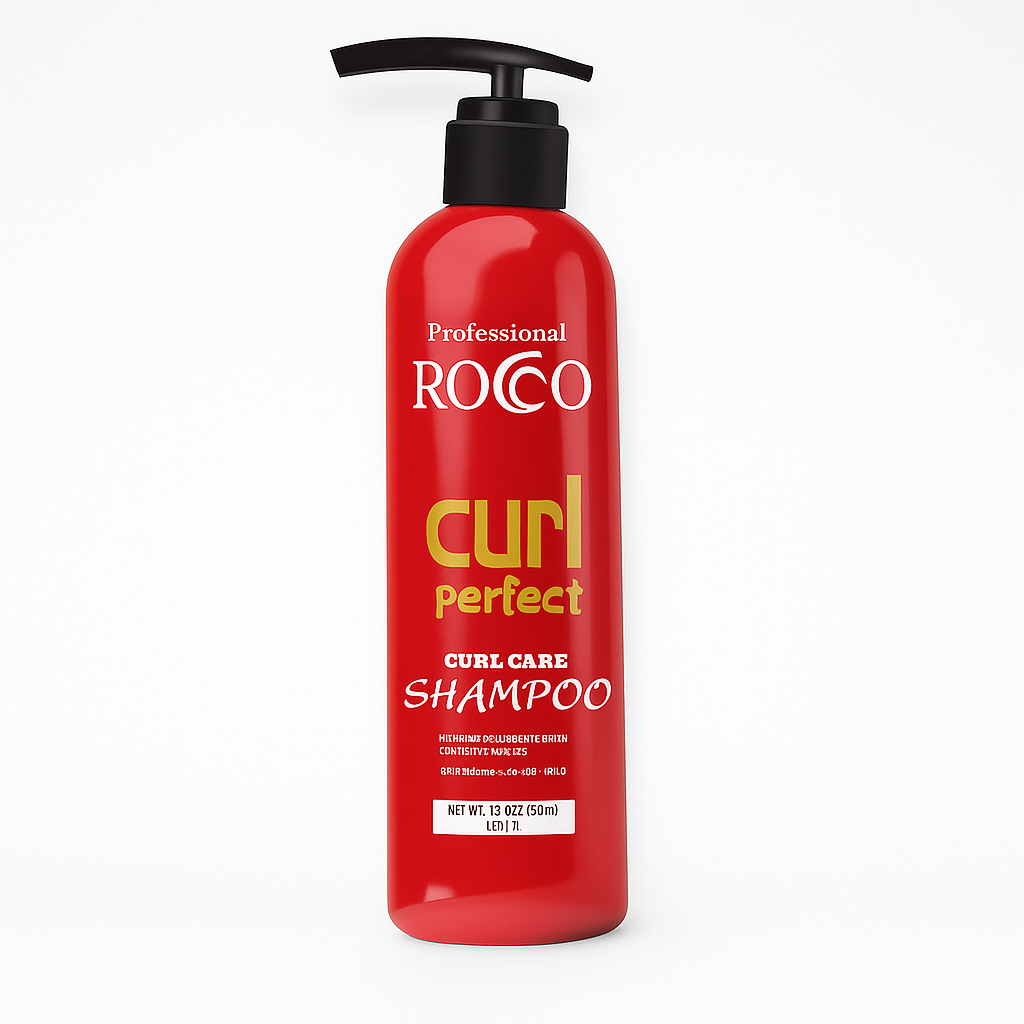 Professional
ROCCO
curl
perfect
CURL CARE
SHAMPOO
NET WT. 13 OZZ (50m)